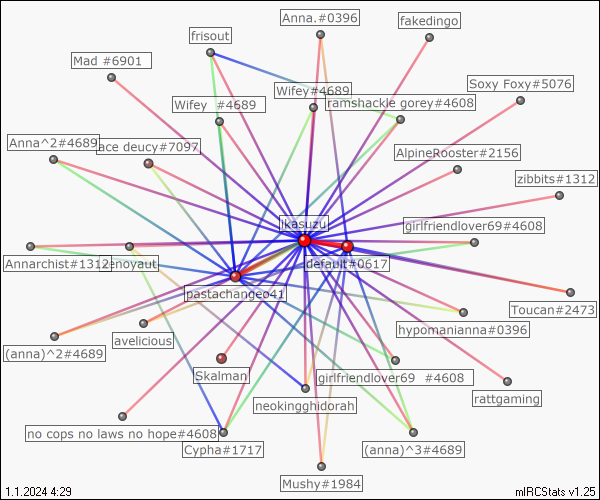 Anna.#0396
fakedingo
frisout
Mad #6901
Soxy Foxy#5076
Wifey#4689
Wifey  #4689
ramshackle gorey#4608
Anna^2#4689
ace deucy#7097
AlpineRooster#2156
zibbits#1312
jkasuzu
girlfriendlover69#4608
Annarchist#1312
zenoyaut
default#0617
pastachangeo41
Toucan#2473
hypomanianna#0396
avelicious
(anna)^2#4689
Skalman
girlfriendlover69  #4608
rattgaming
neokingghidorah
no cops no laws no hope#4608
Cypha#1717
(anna)^3#4689
Mushy#1984
1.1.2024 4:29
mIRCStats v1.25